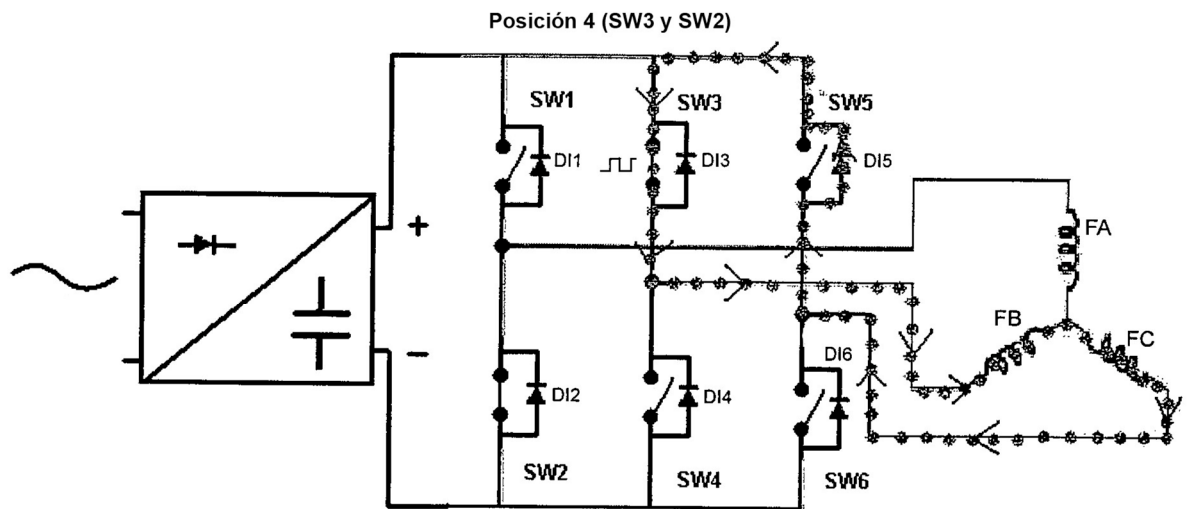 Posición 4 (SW3 y SW2)
SW1
SW3
SW5
DI1
DI3
DI5
+
FA
FB
FC
−
DI2
DI4
DI6
SW2
SW4
SW6